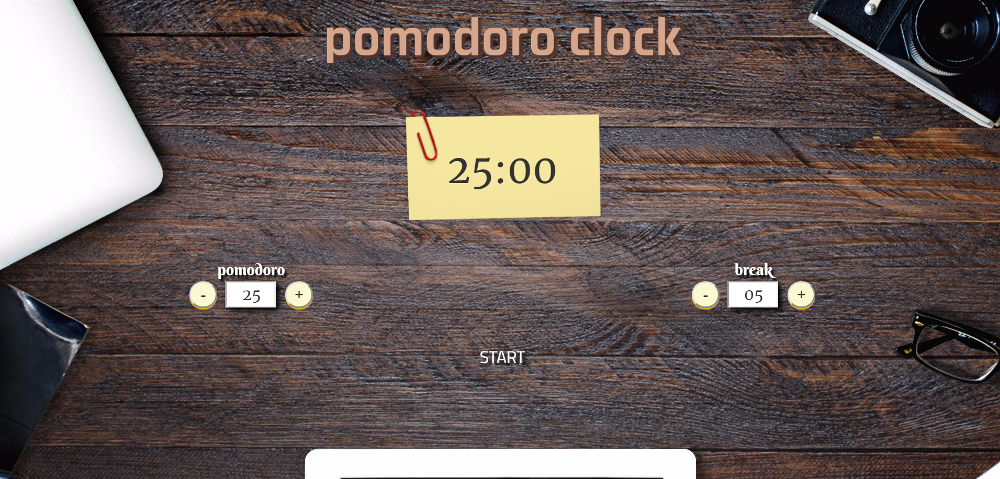 pomodoro clock
25:00
pomodoro
- 25 +
break
- 05 +
START